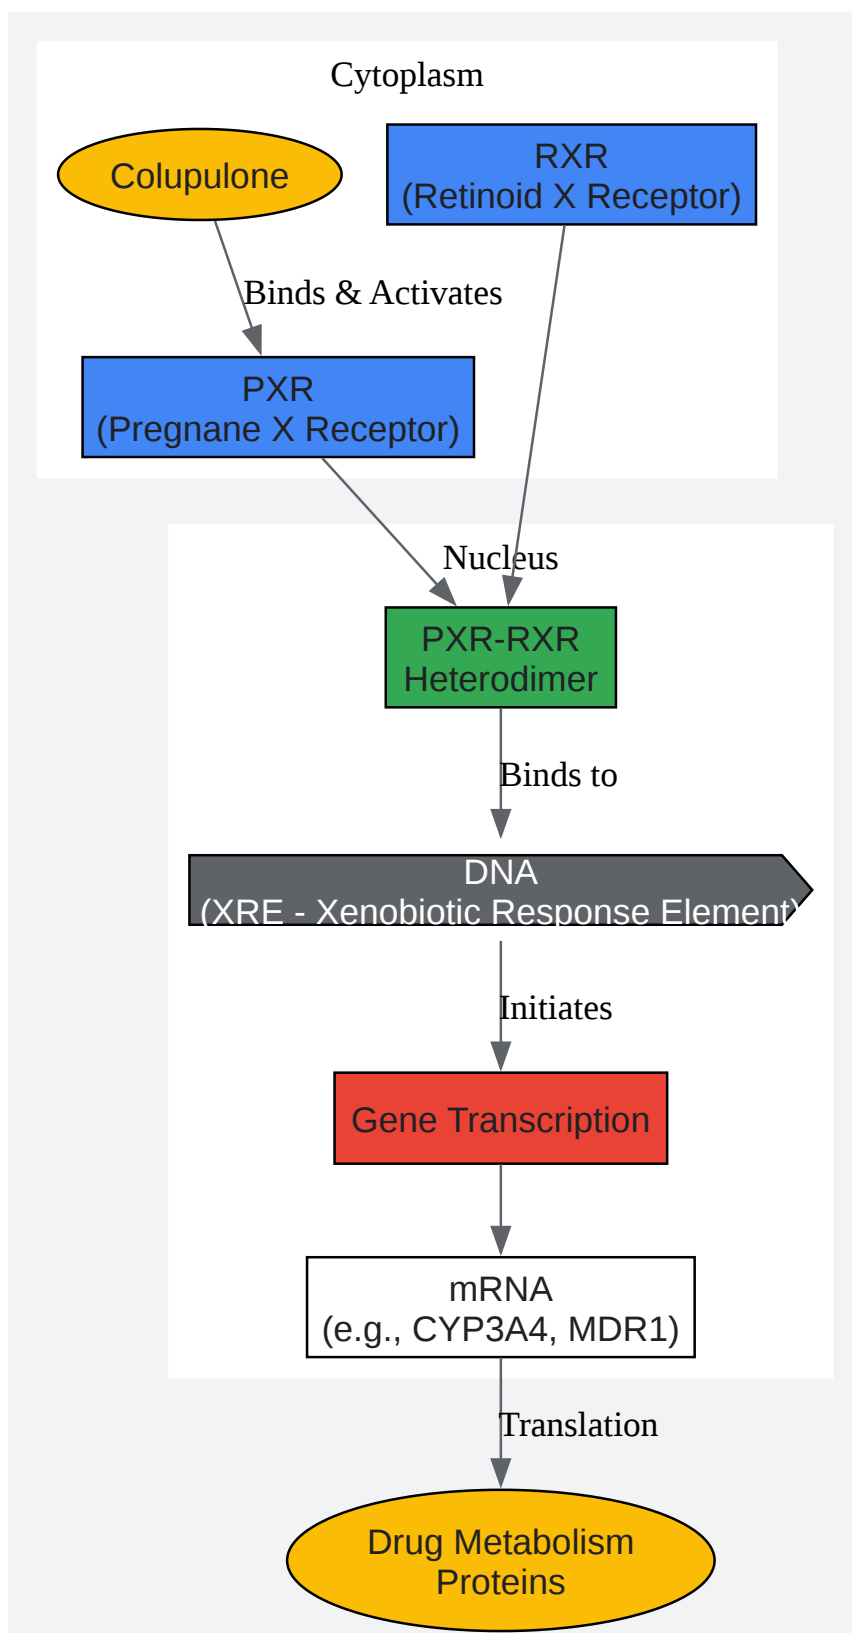 Cytoplasm
Colupulone
RXR
(Retinoid X Receptor)
Binds & Activates
PXR
(Pregnane X Receptor)
Nucleus
PXR-RXR
Heterodimer
Binds to
DNA
(XRE - Xenobiotic Response Element)
Initiates
Gene Transcription
mRNA
(e.g., CYP3A4, MDR1)
Translation
Drug Metabolism
Proteins